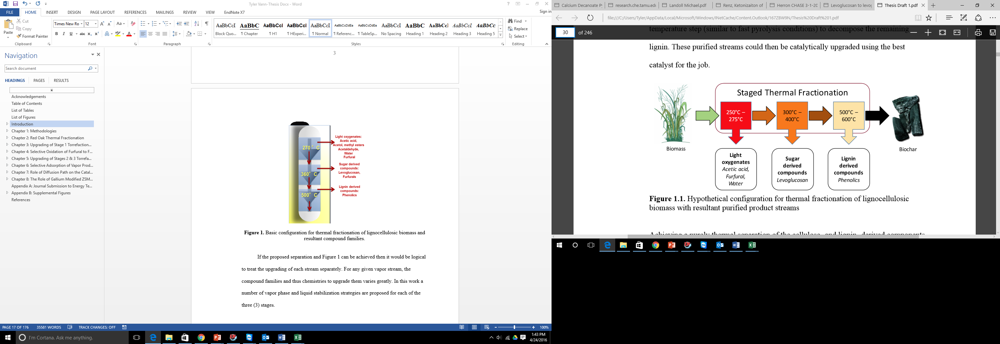 Tyler Vann-Thesis Docx - Word
Sign in
FILE HOME INSERT DESIGN PAGE LAYOUT REFERENCES MAILINGS REVIEW VIEW EndNote X7
Paste
Cut
Copy
Format Painter
Clipboard
Times New Ro 12
Font
Paragraph
AaBbCcI AaBbC AaBbCcI AaBbCcI AaBbCcI AaBbCcDdEe AaBbCcDdEe AaBbCcI AaBbC AaBbCcI AaBbCcI AaBbCc
Block Quo... ¶ Chapter ¶ H1 ¶ HExperi... ¶ Normal ¶ Referenc... ¶ TableSp... No Spacing Heading 1 Heading 2 Heading 3 Heading 5
Styles
Find
Replace
Select
Editing
Navigation
Search document
HEADINGS PAGES RESULTS
Acknowledgements
Table of Contents
List of Tables
List of Figures
Introduction
Chapter 1: Methodologies
Chapter 2: Red Oak Thermal Fractionation
Chapter 3: Upgrading of Stage 1 Torrefaction...
Chapter 4: Selective Oxidation of Furfural to F...
Chapter 5: Upgrading of Stages 2 & 3 Torrefa...
Chapter 6: Selective Adsorption of Vapor Prod...
Chapter 7: Role of Diffusion Path on the Catal...
Chapter 8: The Role of Gallium Modified ZSM...
Appendix A: Journal Submission to Energy Te...
Appendix B: Supplemental Figures
References
3
270° C
360° C
500° C
Light oxygenates:
Acetic acid,
Acetol, methyl esters
Acetaldehyde,
Water
Furfural
Sugar derived
compounds:
Levoglucosan,
Furfurals
Lignin derived
compounds:
Phenolics
Figure 1. Basic configuration for thermal fractionation of lignocellulosic biomass and
resultant compound families.
If the proposed separation and Figure 1 can be achieved then it would be logical
to treat the upgrading of each stream separately. For any given vapor stream, the
compound families and thus chemistries to upgrade them varies greatly. In this work a
number of vapor phase and liquid stabilization strategies are proposed for each of the
three (3) stages.
PAGE 17 OF 176 35581 WORDS TRACK CHANGES: OFF 100%
I'm Cortana. Ask me anything.
1:43 PM
4/24/2016
Calcium Decanoate Py research.che.tamu.edu Landoll Michael.pdf Renz, Ketonizaiton of Herron CHASE 3-1-20 Levoglucosan to levog Thesis Draft 1.pdf
file:///C:/Users/Tyler/AppData/Local/Microsoft/Windows/INetCache/Content.Outlook/167ZBW9N/Thesis%20Draft%201.pdf
30 of 246
temperature step (similar to fast pyrolysis conditions) to decompose the remaining
lignin. These purified streams could then be catalytically upgraded using the best
catalyst for the job.
Staged Thermal Fractionation
250°C –
275°C
300°C –
400°C
500°C –
600°C
Biomass
Biochar
Light
oxygenates
Acetic acid,
Furfural,
Water
Sugar
derived
compounds
Levoglucosan
Lignin
derived
compounds
Phenolics
Figure 1.1. Hypothetical configuration for thermal fractionation of lignocellulosic
biomass with resultant purified product streams
Achieving a purely thermal separation of the cellulose- and lignin- derived components